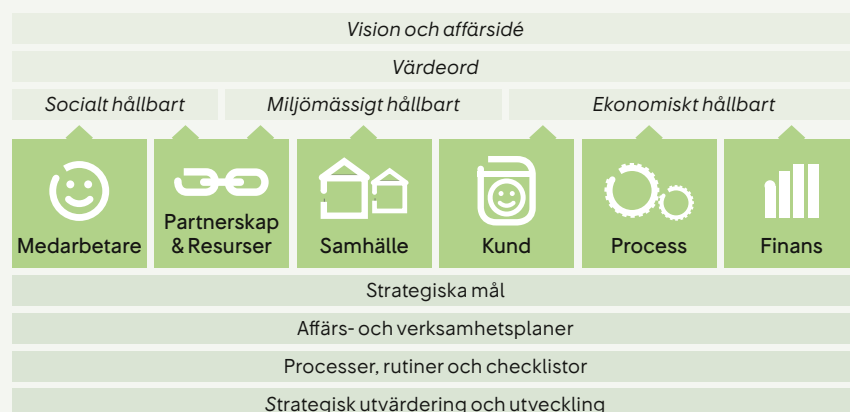 Vision och affärsidé
Värdeord
Socialt hållbart
Miljömässigt hållbart
Ekonomiskt hållbart
Medarbetare
Partnerskap
& Resurser
Samhälle
Kund
Process
Finans
Strategiska mål
Affärs- och verksamhetsplaner
Processer, rutiner och checklistor
Strategisk utvärdering och utveckling